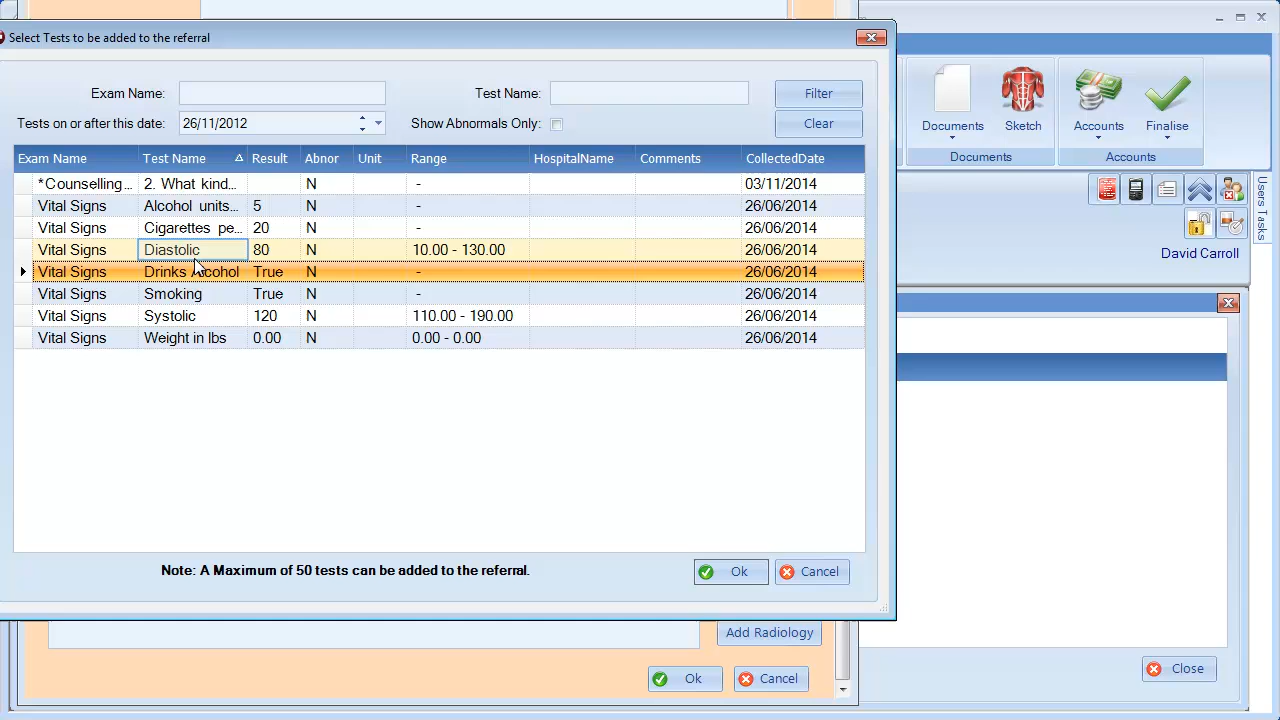 Select Tests to be added to the referral
Exam Name:
Test Name:
Filter
Tests on or after this date:
26/11/2012
Show Abnormals Only:
Clear
Exam Name Test Name Result Abnor Unit Range HospitalName Comments CollectedDate
*Counselling... 2. What kind... N - 03/11/2014
Vital Signs Alcohol units... 5 N - 26/06/2014
Vital Signs Cigarettes pe... 20 N - 26/06/2014
Vital Signs Diastolic 80 N 10.00 - 130.00 26/06/2014
Vital Signs Drinks Alcohol True N - 26/06/2014
Vital Signs Smoking True N - 26/06/2014
Vital Signs Systolic 120 N 110.00 - 190.00 26/06/2014
Vital Signs Weight in lbs 0.00 N 0.00 - 0.00 26/06/2014
Note: A Maximum of 50 tests can be added to the referral.
Ok
Cancel
Add Radiology
Ok
Cancel
Documents
Sketch
Accounts
Finalise
Documents
Accounts
Users Tasks
David Carroll
Close